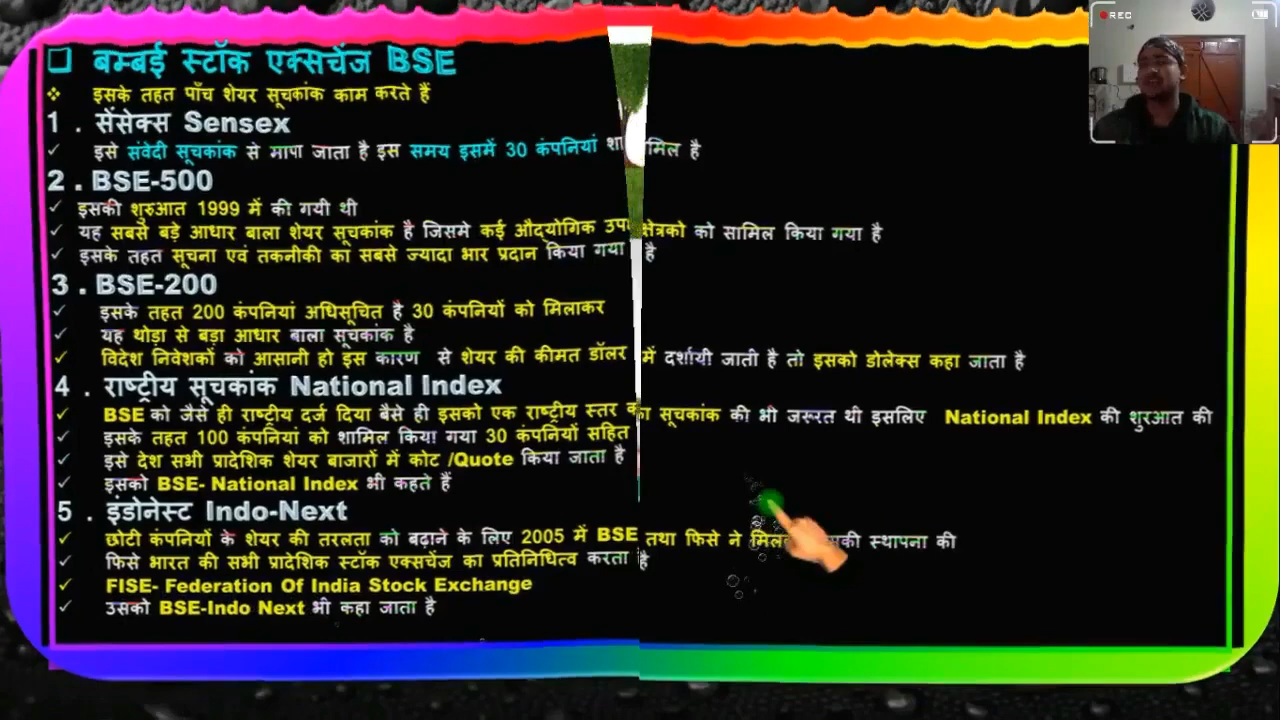 REC
❑ बम्बई स्टॉक एक्सचेंज BSE
❖ इसके तहत पाँच शेयर सूचकांक काम करते हैं
1 . सेंसेक्स Sensex
✓ इसे संवेदी सूचकांक से मापा जाता है इस समय इसमें 30 कंपनियां शामिल है
2 . BSE-500
✓ इसकी शुरुआत 1999 में की गयी थी
✓ यह सबसे बड़े आधार बाला शेयर सूचकांक है जिसमे कई औद्योगिक उपक्षेत्रको को सामिल किया गया है
✓ इसके तहत सूचना एवं तकनीकी का सबसे ज्यादा भार प्रदान किया गया है
3 . BSE-200
✓ इसके तहत 200 कंपनियां अधिसूचित है 30 कंपनियों को मिलाकर
✓ यह थोड़ा से बड़ा आधार बाला सूचकांक है
✓ विदेश निवेशकों को आसानी हो इस कारण से शेयर की कीमत डॉलर में दर्शायी जाती है तो इसको डोलेक्स कहा जाता है
4 . राष्ट्रीय सूचकांक National Index
✓ BSE को जैसे ही राष्ट्रीय दर्ज दिया बैसे ही इसको एक राष्ट्रीय स्तर का सूचकांक की भी जरूरत थी इसलिए National Index की शुरआत की
✓ इसके तहत 100 कंपनियां को शामिल किया गया 30 कंपनियों सहित
✓ इसे देश सभी प्रादेशिक शेयर बाजारों में कोट /Quote किया जाता है
✓ इसको BSE- National Index भी कहते हैं
5 . इंडोनेस्ट Indo-Next
✓ छोटी कंपनियों के शेयर की तरलता को बढ़ाने के लिए 2005 में BSE तथा फिसे ने की स्थापना की
✓ फिसे भारत की सभी प्रादेशिक स्टॉक एक्सचेंज का प्रतिनिधित्व करता है
✓ FISE- Federation Of India Stock Exchange
✓ उसको BSE-Indo Next भी कहा जाता है